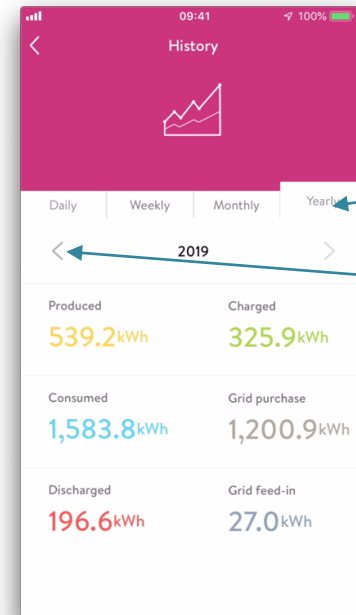 09:41
100%
History
Daily Weekly Monthly Yearly
2019
Produced Charged
539.2kWh 325.9kWh
Consumed Grid purchase
1,583.8kWh 1,200.9kWh
Discharged Grid feed-in
196.6kWh 27.0kWh